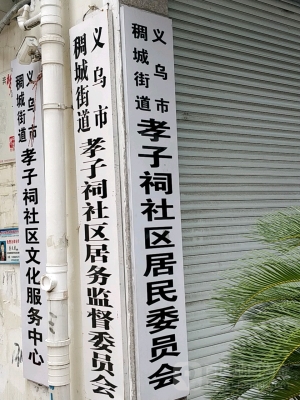 义乌市
稠城街道
孝子祠社区文化服务中心
义乌市
稠城街道
孝子祠社区居务监督委员会
义乌市
稠城街道
孝子祠社区居民委员会